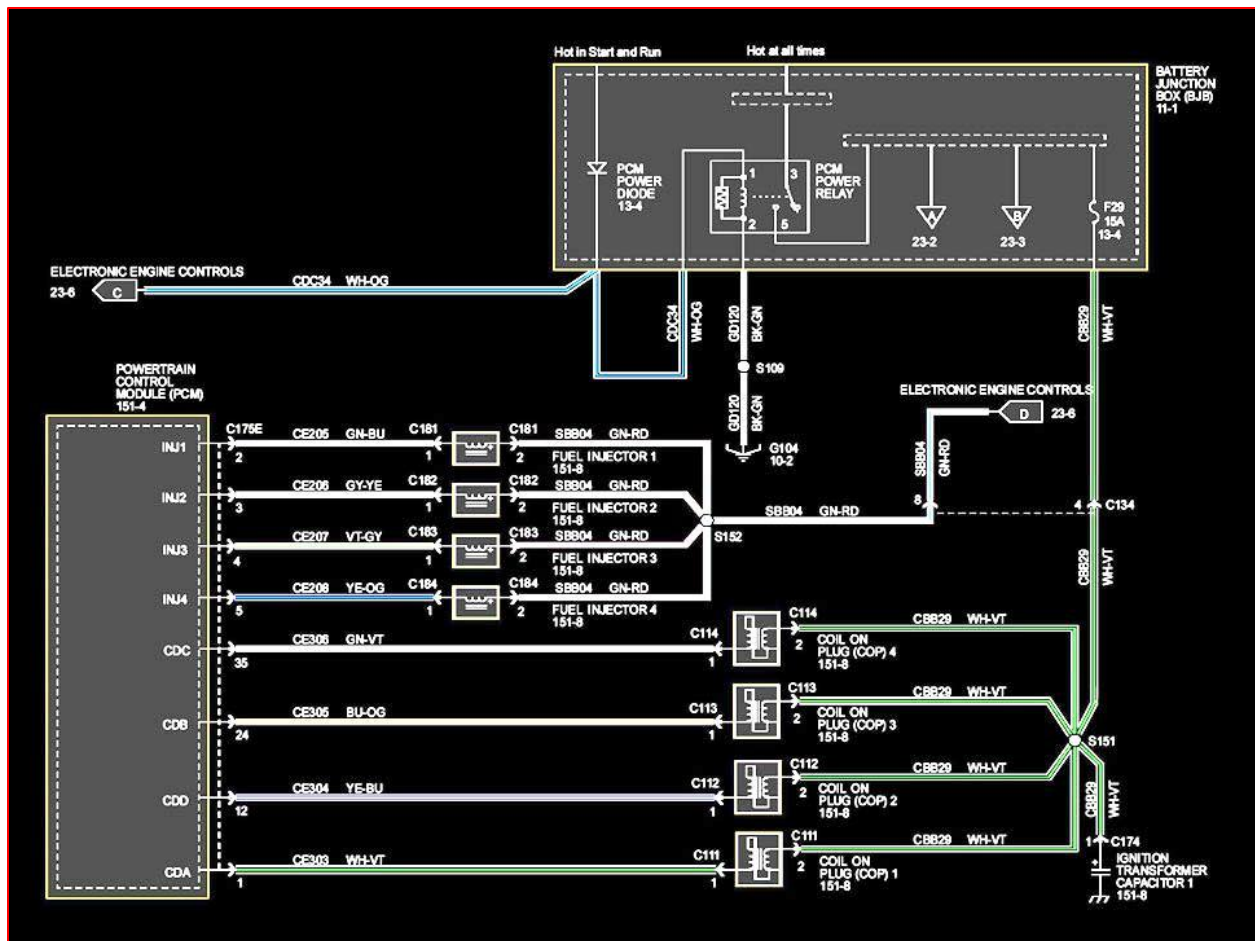 Hot in Start and Run
Hot at all times
BATTERY
JUNCTION
BOX (BJB)
11-1
PCM
POWER
DIODE
13-4
1
3
2
5
PCM
POWER
RELAY
A
23-2
B
23-3
F29
15A
13-4
ELECTRONIC ENGINE CONTROLS
23-6
C
CDC34 WH-OG
CDC34
WH-OG
GD120
BK-GN
S109
GD120
BK-GN
G104
10-2
CBB29
WH-VT
ELECTRONIC ENGINE CONTROLS
D
23-6
SBB04
GN-RD
8
4
C134
CBB29
WH-VT
POWERTRAIN
CONTROL
MODULE (PCM)
151-4
INJ1
C175E
2
CE205 GN-BU
C181
1
C181
2
SBB04 GN-RD
FUEL INJECTOR 1
151-8
INJ2
3
CE206 GY-YE
C182
1
C182
2
SBB04 GN-RD
FUEL INJECTOR 2
151-8
INJ3
4
CE207 VT-GY
C183
1
C183
2
SBB04 GN-RD
FUEL INJECTOR 3
151-8
INJ4
5
CE208 YE-OG
C184
1
C184
2
SBB04 GN-RD
FUEL INJECTOR 4
151-8
S152
SBB04 GN-RD
CDC
35
CE306 GN-VT
C114
1
C114
2
COIL ON
PLUG (COP) 4
151-8
CBB29 WH-VT
CDB
24
CE305 BU-OG
C113
1
C113
2
COIL ON
PLUG (COP) 3
151-8
CBB29 WH-VT
S151
CDD
12
CE304 YE-BU
C112
1
C112
2
COIL ON
PLUG (COP) 2
151-8
CBB29 WH-VT
CDA
1
CE303 WH-VT
C111
1
C111
2
COIL ON
PLUG (COP) 1
151-8
CBB29 WH-VT
CBB29
WH-VT
1
C174
+
IGNITION
TRANSFORMER
CAPACITOR 1
151-8